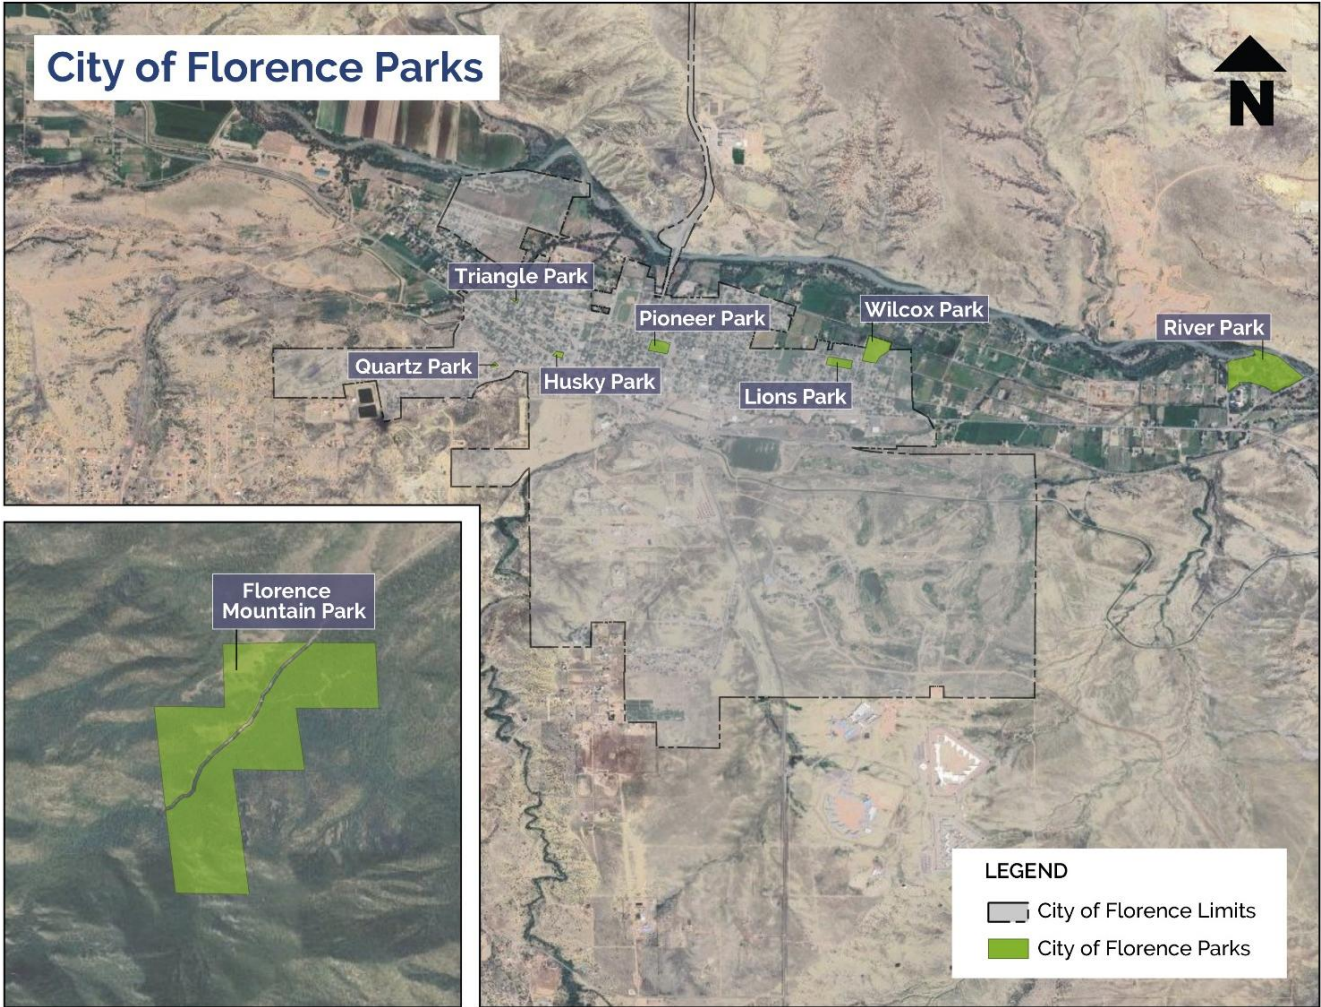 City of Florence Parks
N
Triangle Park
Pioneer Park
Wilcox Park
River Park
Quartz Park
Husky Park
Lions Park
Florence
Mountain Park
LEGEND
City of Florence Limits
City of Florence Parks